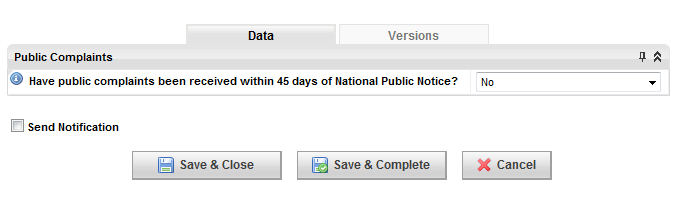 Data Versions
Public Complaints
Have public complaints been received within 45 days of National Public Notice? No
Send Notification
Save & Close Save & Complete Cancel